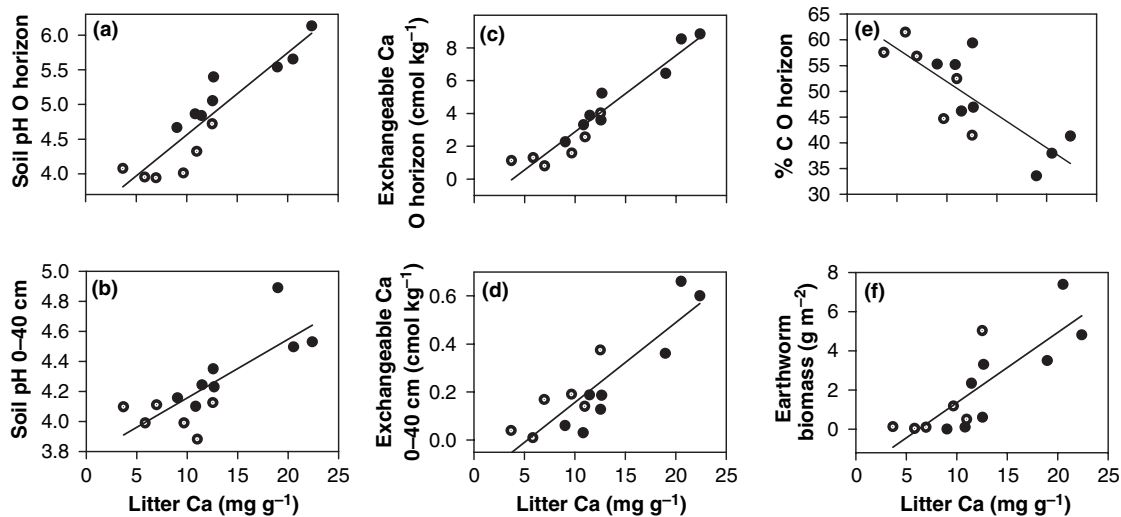 (a)
Soil pH O horizon
6.0
5.5
5.0
4.5
4.0
(c)
Exchangeable Ca
O horizon (cmol kg⁻¹)
8
6
4
2
0
(e)
% C O horizon
65
60
55
50
45
40
35
30
(b)
Soil pH 0–40 cm
5.0
4.8
4.6
4.4
4.2
4.0
3.8
0 5 10 15 20 25
Litter Ca (mg g⁻¹)
(d)
Exchangeable Ca
0–40 cm (cmol kg⁻¹)
0.6
0.4
0.2
0.0
0 5 10 15 20 25
Litter Ca (mg g⁻¹)
(f)
Earthworm
biomass (g m⁻²)
8
6
4
2
0
0 5 10 15 20 25
Litter Ca (mg g⁻¹)